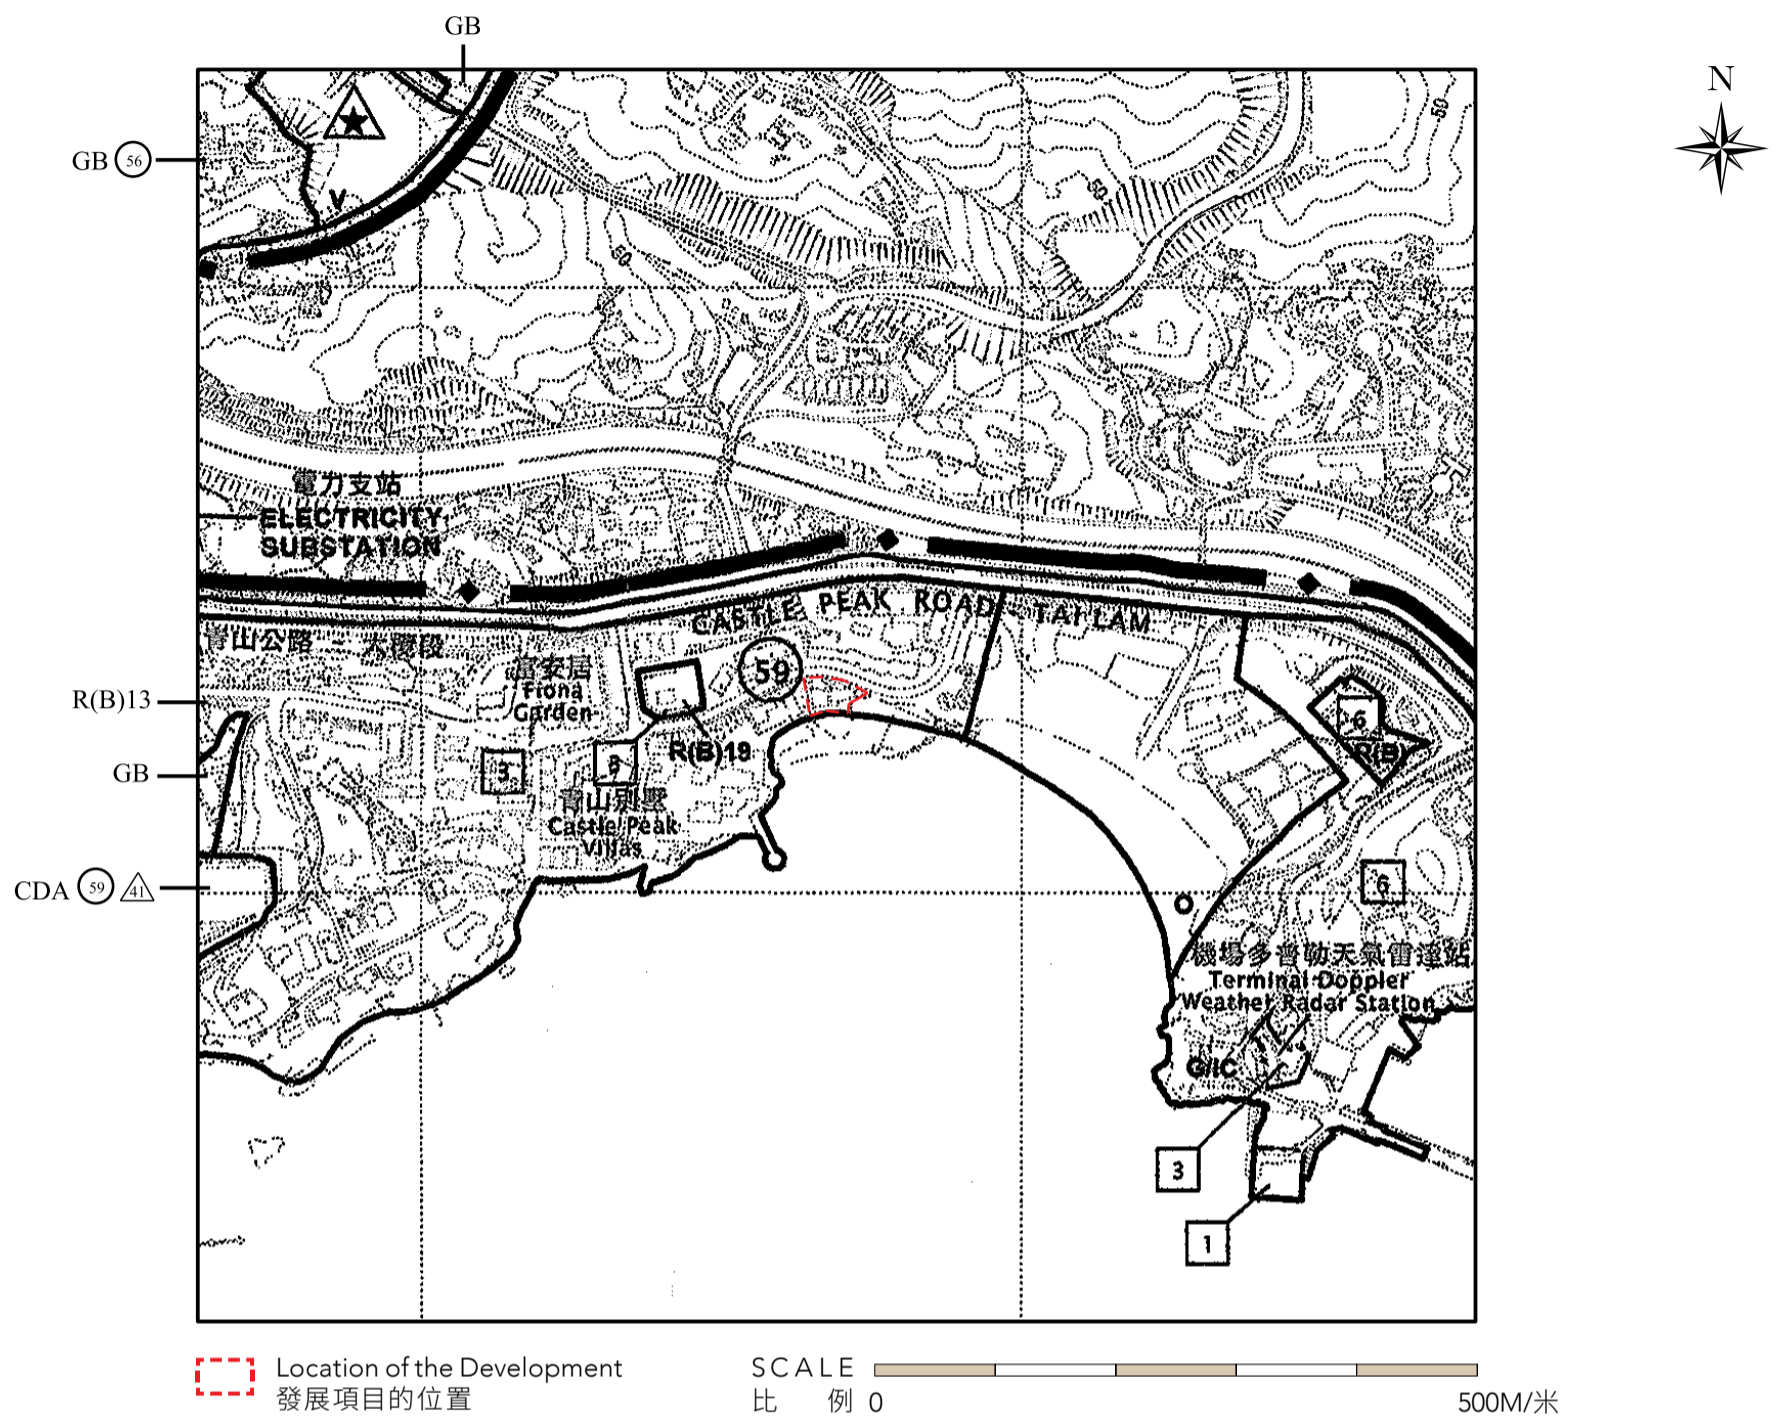 GB
N
GB 56
V
50
50
60
電力支站
ELECTRICITY
SUBSTATION
CASTLE PEAK ROAD - TAI LAM
青山公路 - 大欖段
富安居
Fiona
Garden
59
R(B)13
6
R(B)
3
8
R(B)18
GB
青山別墅
Castle Peak
Villas
CDA 59 41
6
機場多普勒天氣雷達站
Terminal Doppler
Weather Radar Station
G/IC
3
1
Location of the Development
發展項目的位置
SCALE
比 例 0 500M/米